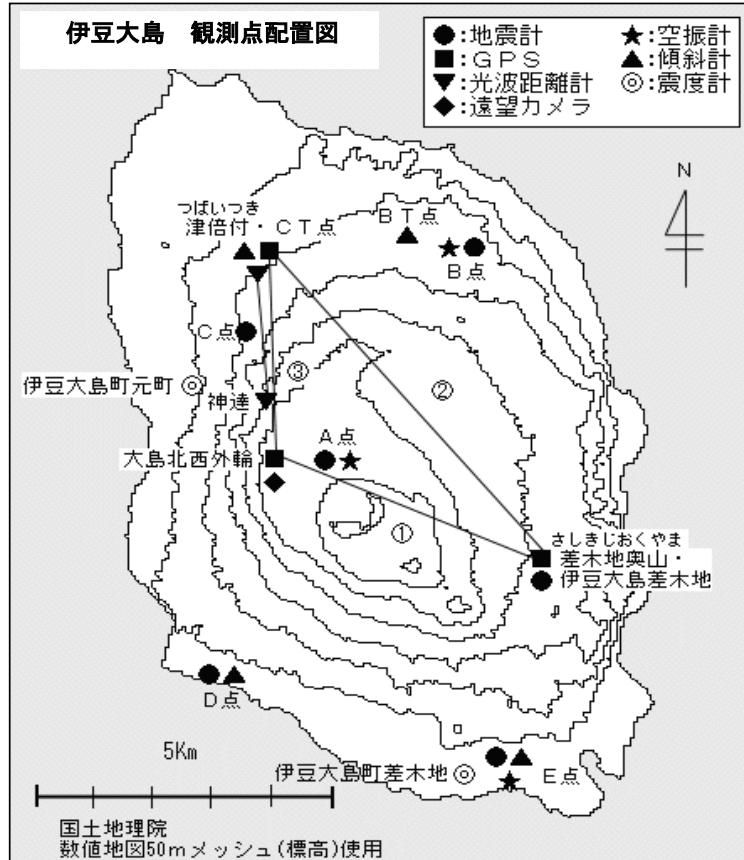 伊豆大島　観測点配置図
●:地震計　★:空振計
■:ＧＰＳ　▲:傾斜計
▼:光波距離計　◎:震度計
◆:遠望カメラ
N
つばいつき
津倍付・ＣＴ点
ＢＴ点
B点
C点
③
②
伊豆大島町元町
神達
A点
大島北西外輪
①
さしきじおくやま
差木地奥山・
伊豆大島差木地
D点
5Km
伊豆大島町差木地
E点
国土地理院
数値地図50mメッシュ(標高)使用